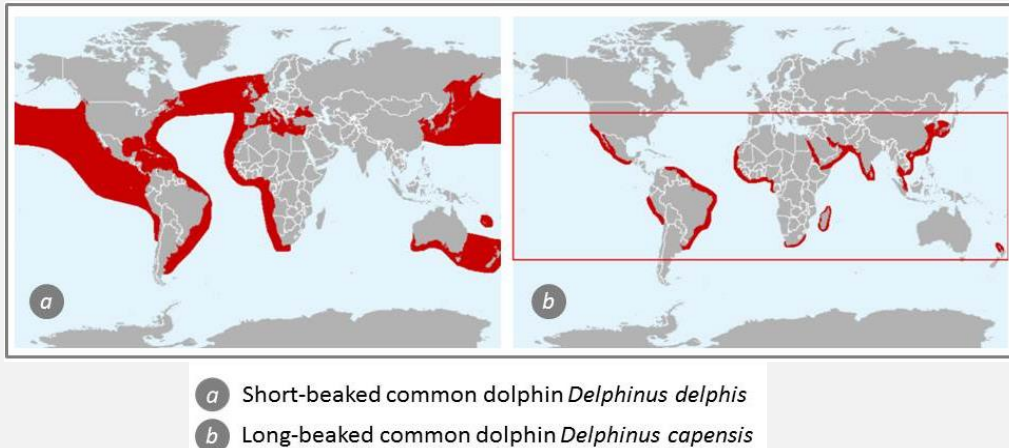 a
b
a Short-beaked common dolphin Delphinus delphis
b Long-beaked common dolphin Delphinus capensis